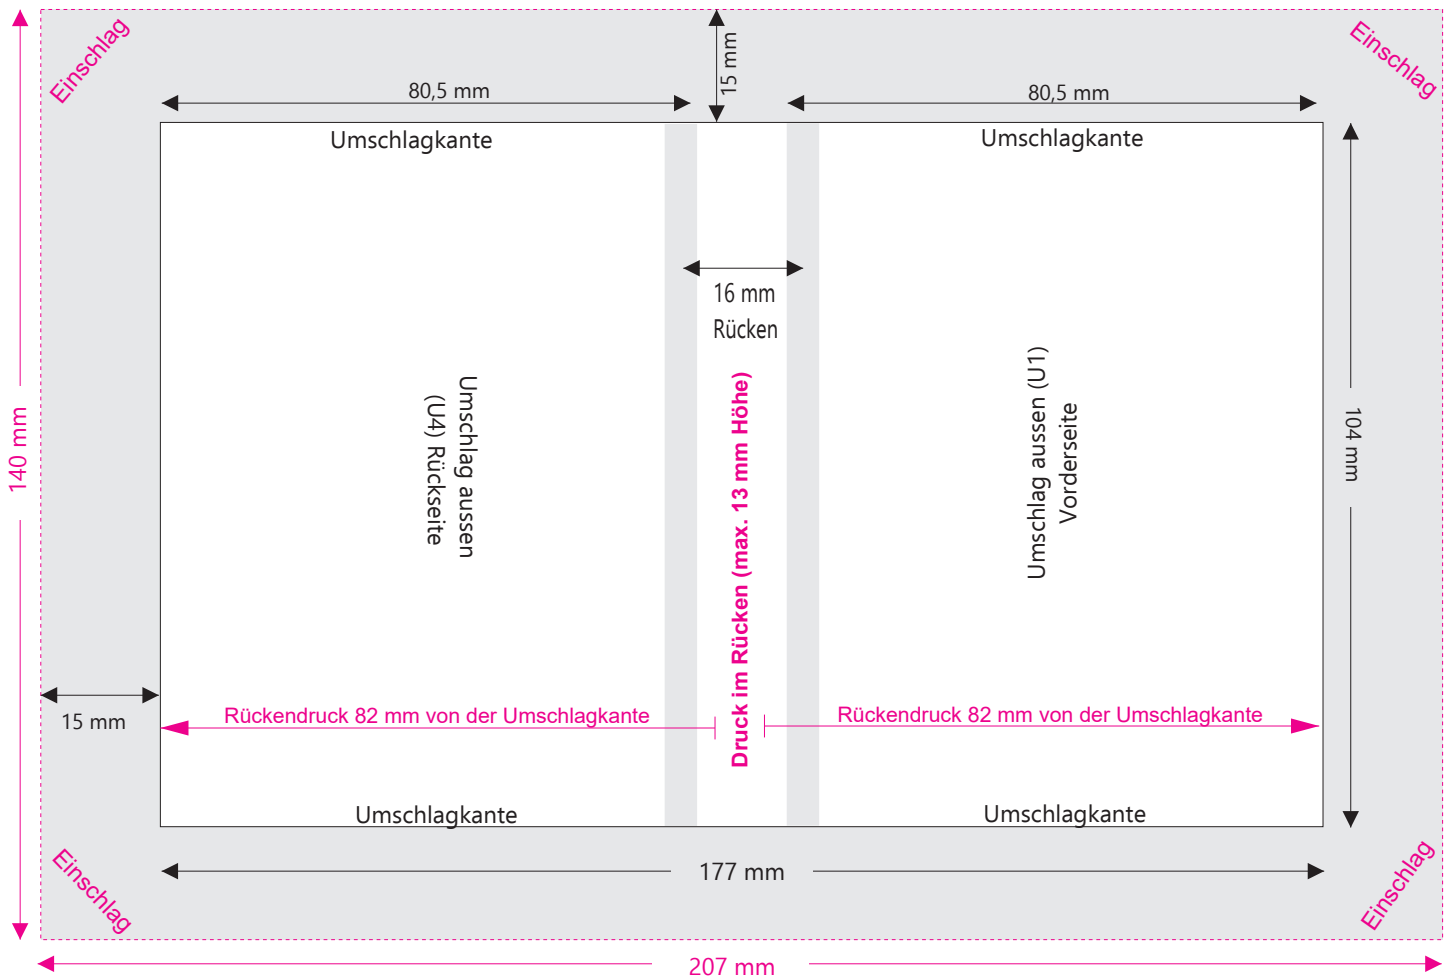 Einschlag
Einschlag
15 mm
80,5 mm
80,5 mm
Umschlagkante
Umschlagkante
16 mm
Rücken
140 mm
Umschlag aussen
(U4) Rückseite
Druck im Rücken (max. 13 mm Höhe)
Umschlag aussen (U1)
Vorderseite
104 mm
15 mm
Rückendruck 82 mm von der Umschlagkante
Rückendruck 82 mm von der Umschlagkante
Umschlagkante
Umschlagkante
Einschlag
Einschlag
177 mm
207 mm